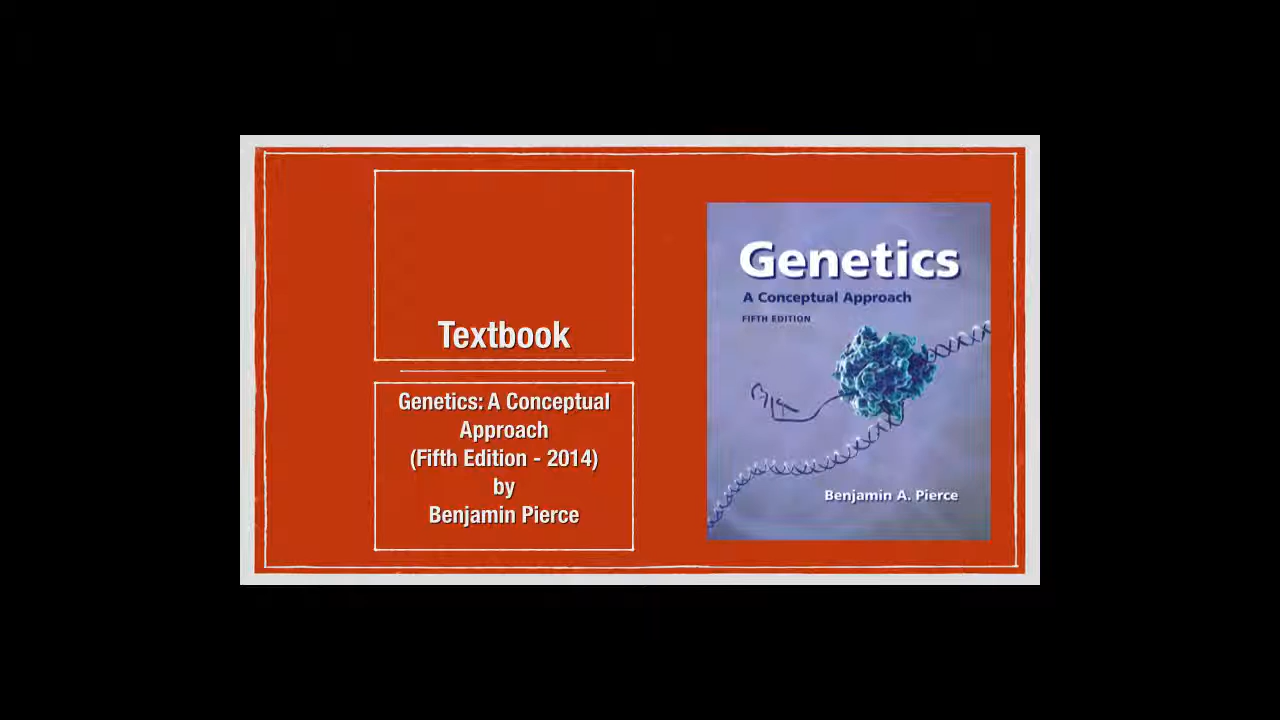 Textbook
Genetics: A Conceptual
Approach
(Fifth Edition - 2014)
by
Benjamin Pierce
Genetics
A Conceptual Approach
FIFTH EDITION
Benjamin A. Pierce